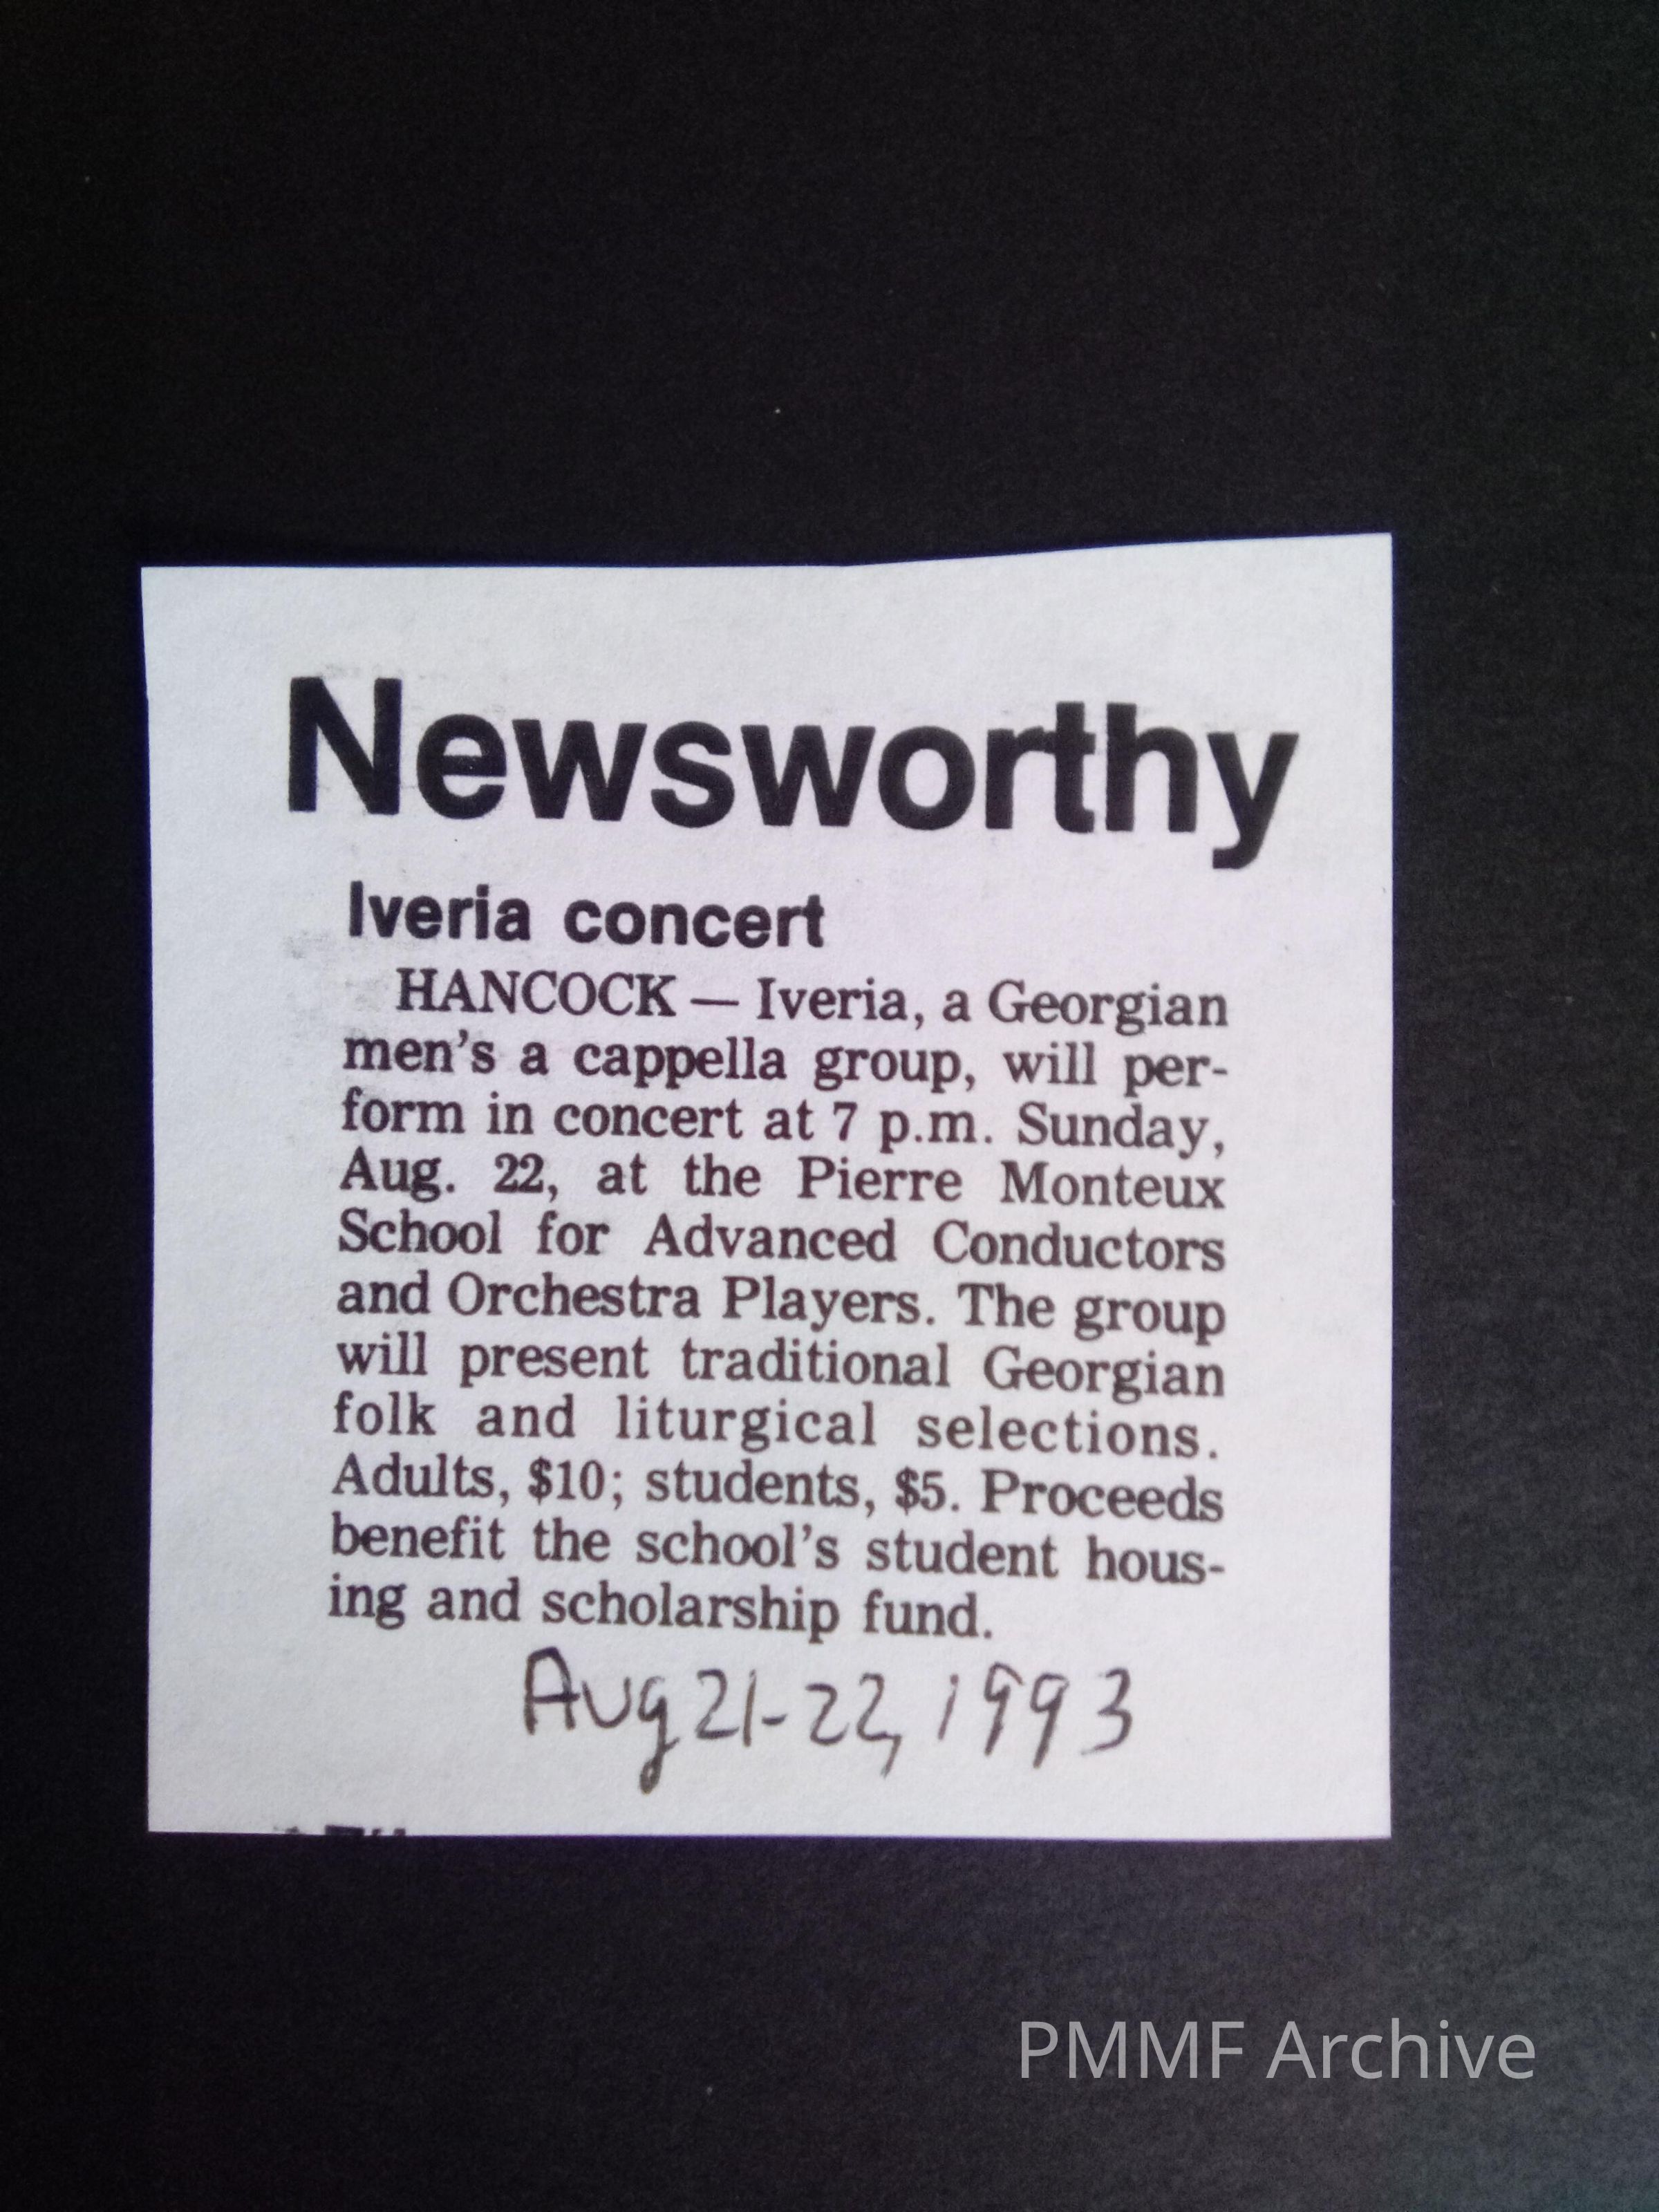 Newsworthy
Iveria concert
HANCOCK — Iveria, a Georgian
men's a cappella group, will per-
form in concert at 7 p.m. Sunday,
Aug. 22, at the Pierre Monteux
School for Advanced Conductors
and Orchestra Players. The group
will present traditional Georgian
folk and liturgical selections.
Adults, $10; students, $5. Proceeds
benefit the school's student hous-
ing and scholarship fund.
Aug 21-22, 1993
PMMF Archive